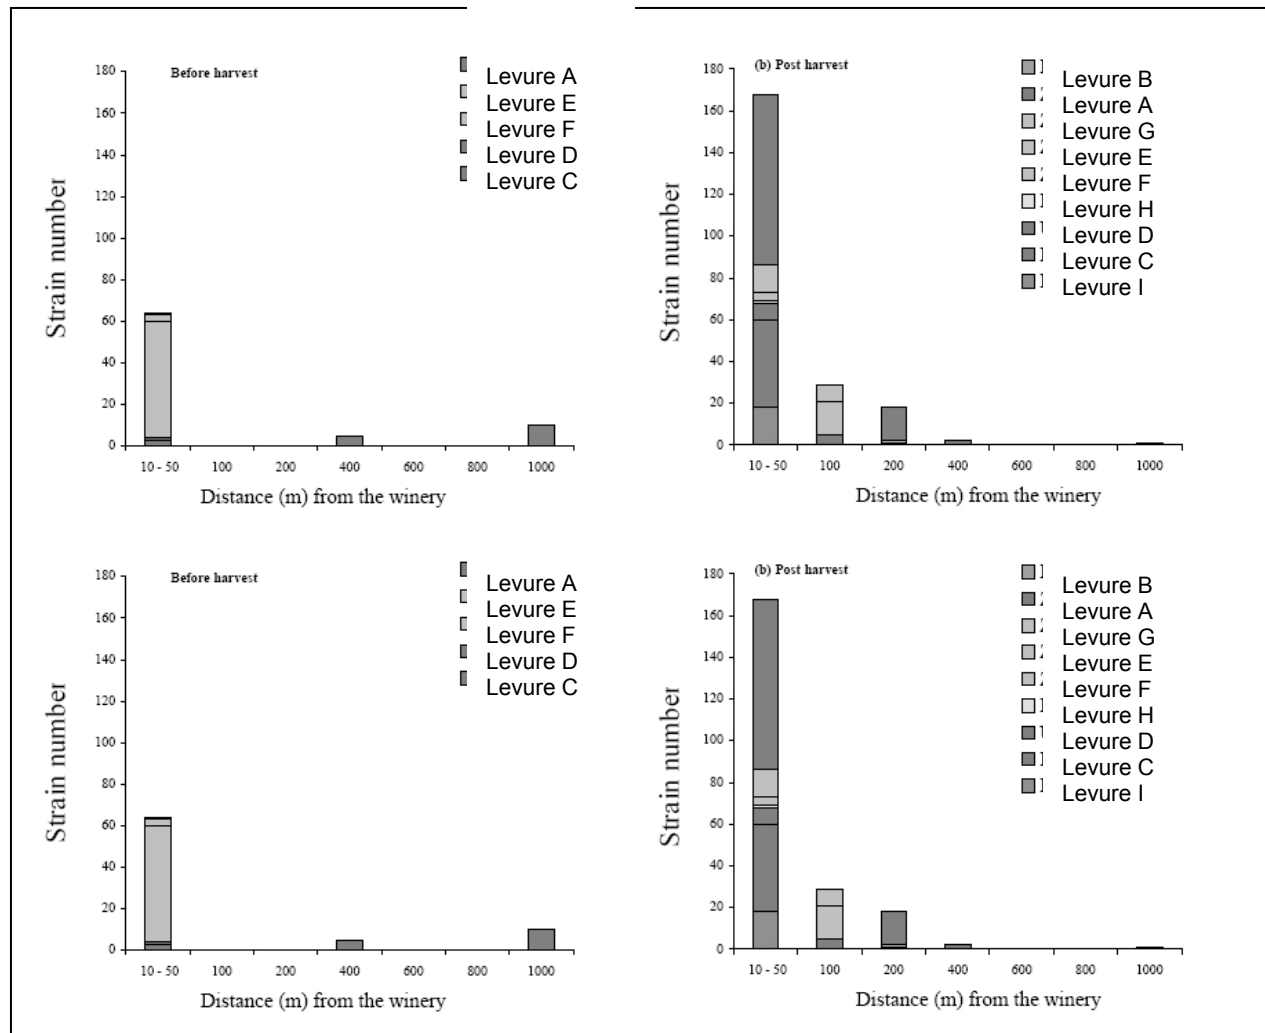 Before harvest
Levure A
Levure E
Levure F
Levure D
Levure C
180
160
140
120
100
80
60
40
20
0
Strain number
10 - 50 100 200 400 600 800 1000
Distance (m) from the winery
(b) Post harvest
Levure B
Levure A
Levure G
Levure E
Levure F
Levure H
Levure D
Levure C
Levure I
180
160
140
120
100
80
60
40
20
0
Strain number
10 - 50 100 200 400 600 800 1000
Distance (m) from the winery
Before harvest
Levure A
Levure E
Levure F
Levure D
Levure C
180
160
140
120
100
80
60
40
20
0
Strain number
10 - 50 100 200 400 600 800 1000
Distance (m) from the winery
(b) Post harvest
Levure B
Levure A
Levure G
Levure E
Levure F
Levure H
Levure D
Levure C
Levure I
180
160
140
120
100
80
60
40
20
0
Strain number
10 - 50 100 200 400 600 800 1000
Distance (m) from the winery